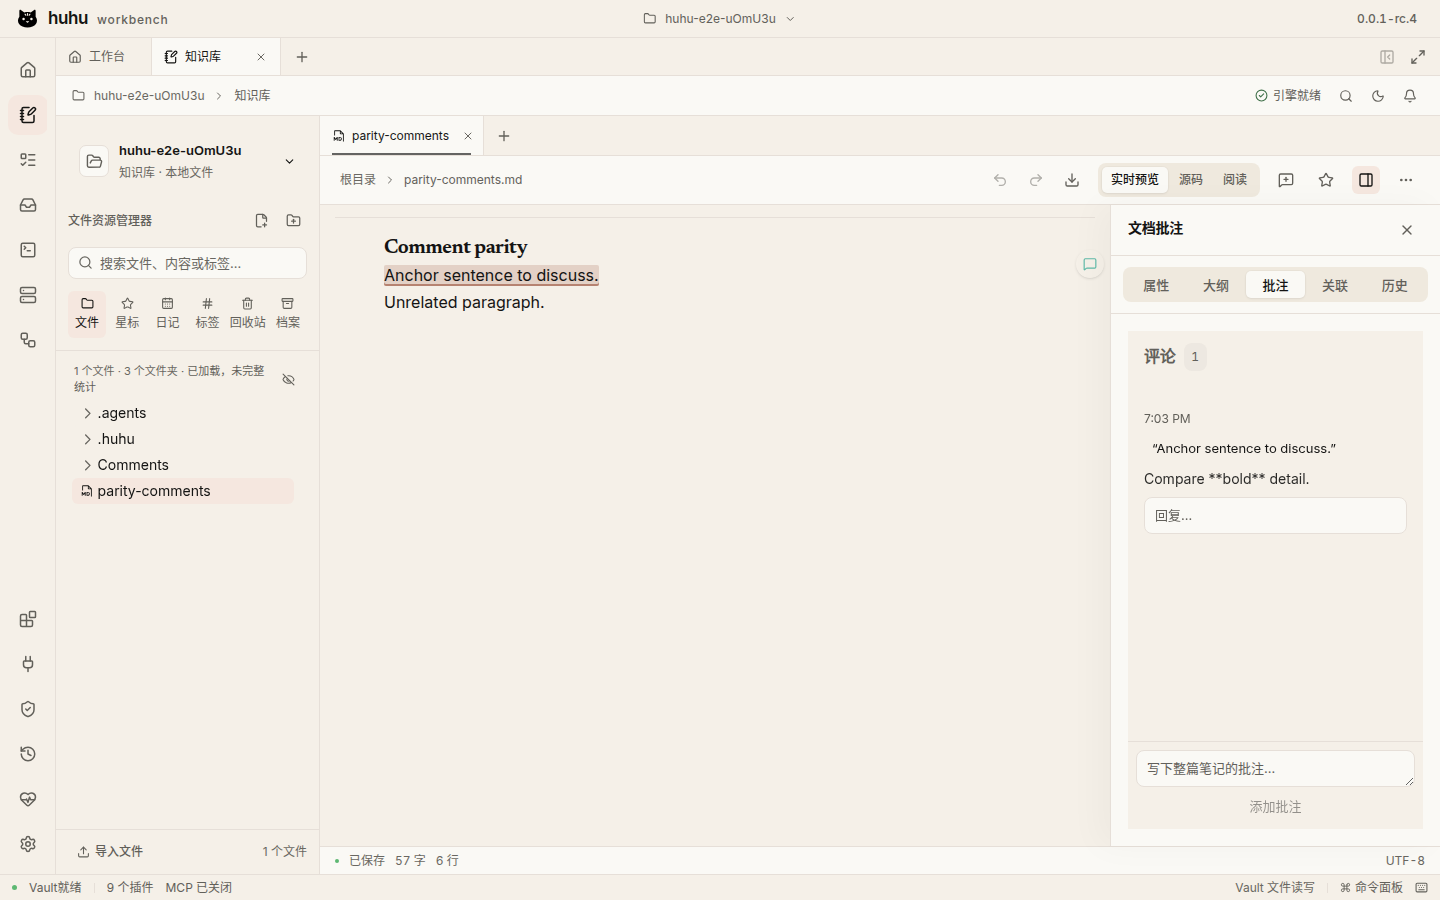 huhu workbench
huhu-e2e-uOmU3u
0.0.1-rc.4
工作台
知识库
huhu-e2e-uOmU3u
知识库
引擎就绪
huhu-e2e-uOmU3u
知识库 · 本地文件
文件资源管理器
搜索文件、内容或标签...
文件
星标
日记
标签
回收站
档案
1 个文件 · 3 个文件夹 · 已加载，未完整
统计
.agents
.huhu
Comments
parity-comments
导入文件
1 个文件
parity-comments
根目录
parity-comments.md
实时预览
源码
阅读
Comment parity
Anchor sentence to discuss.
Unrelated paragraph.
文档批注
属性
大纲
批注
关联
历史
评论 1
7:03 PM
“Anchor sentence to discuss.”
Compare **bold** detail.
回复...
写下整篇笔记的批注...
添加批注
已保存 57 字 6 行
UTF-8
Vault就绪
9 个插件
MCP 已关闭
Vault 文件读写
⌘ 命令面板